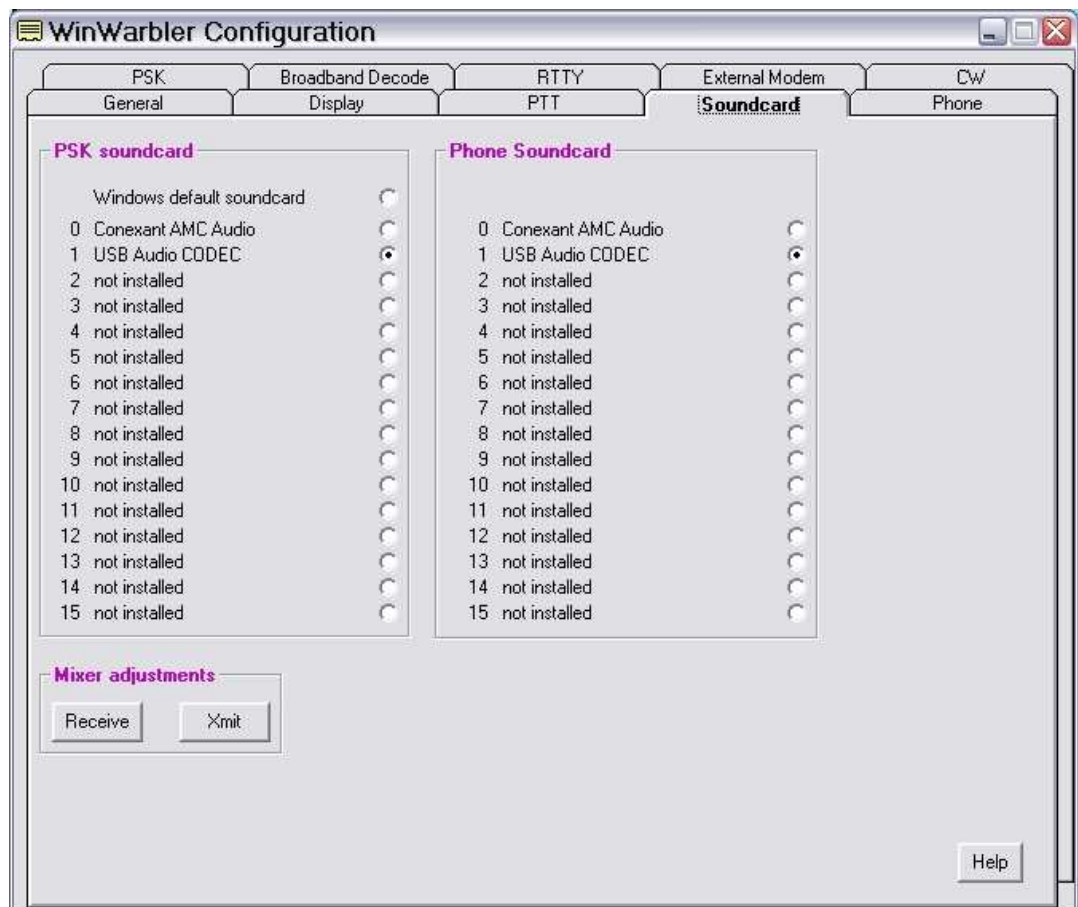 WinWarbler Configuration
PSK Broadband Decode RTTY External Modem CW
General Display PTT Soundcard Phone
PSK soundcard
Windows default soundcard
0 Conexant AMC Audio
1 USB Audio CODEC
2 not installed
3 not installed
4 not installed
5 not installed
6 not installed
7 not installed
8 not installed
9 not installed
10 not installed
11 not installed
12 not installed
13 not installed
14 not installed
15 not installed
Phone Soundcard
0 Conexant AMC Audio
1 USB Audio CODEC
2 not installed
3 not installed
4 not installed
5 not installed
6 not installed
7 not installed
8 not installed
9 not installed
10 not installed
11 not installed
12 not installed
13 not installed
14 not installed
15 not installed
Mixer adjustments
Receive Xmit
Help